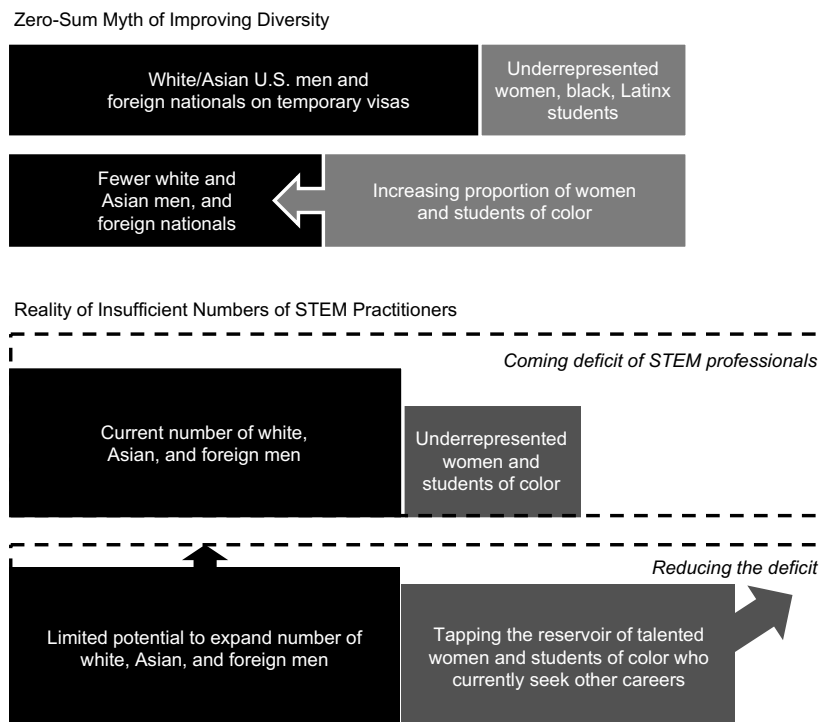 Zero-Sum Myth of Improving Diversity
White/Asian U.S. men and
foreign nationals on temporary visas
Underrepresented
women, black, Latinx
students
Fewer white and
Asian men, and
foreign nationals
Increasing proportion of women
and students of color
Reality of Insufficient Numbers of STEM Practitioners
Coming deficit of STEM professionals
Current number of white,
Asian, and foreign men
Underrepresented
women and
students of color
Reducing the deficit
Limited potential to expand number of
white, Asian, and foreign men
Tapping the reservoir of talented
women and students of color who
currently seek other careers